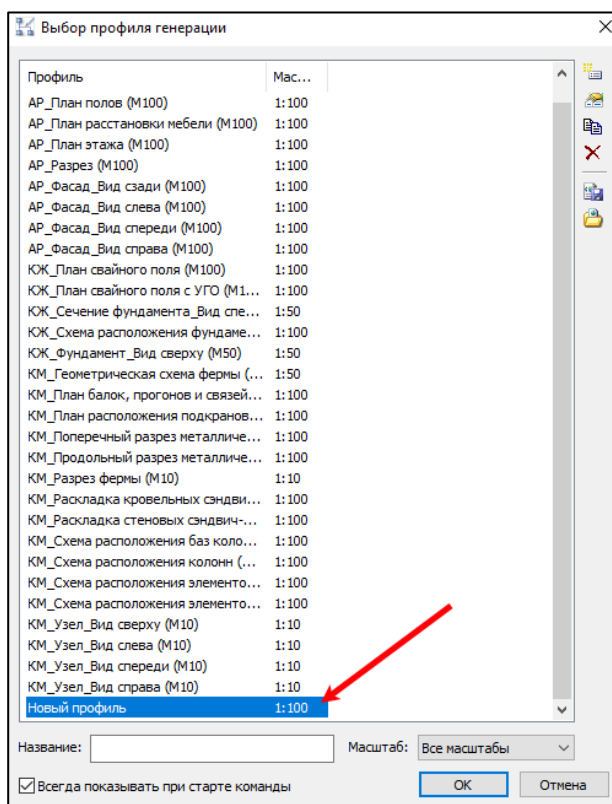 Выбор профиля генерации
Профиль Мас...
АР_План полов (М100) 1:100
АР_План расстановки мебели (М100) 1:100
АР_План этажа (М100) 1:100
АР_Разрез (М100) 1:100
АР_Фасад_Вид сзади (М100) 1:100
АР_Фасад_Вид слева (М100) 1:100
АР_Фасад_Вид спереди (М100) 1:100
АР_Фасад_Вид справа (М100) 1:100
КЖ_План свайного поля (М100) 1:100
КЖ_План свайного поля с УГО (М1... 1:100
КЖ_Сечение фундамента_Вид спе... 1:50
КЖ_Схема расположения фундаме... 1:100
КЖ_Фундамент_Вид сверху (М50) 1:50
КМ_Геометрическая схема фермы (... 1:50
КМ_План балок, прогонов и связей... 1:100
КМ_План расположения подкранов... 1:100
КМ_Поперечный разрез металличе... 1:100
КМ_Продольный разрез металличе... 1:100
КМ_Разрез фермы (М10) 1:10
КМ_Раскладка кровельных сэндви... 1:100
КМ_Раскладка стеновых сэндвич-... 1:100
КМ_Схема расположения баз коло... 1:100
КМ_Схема расположения колонн (... 1:100
КМ_Схема расположения элементо... 1:100
КМ_Схема расположения элементо... 1:100
КМ_Узел_Вид сверху (М10) 1:10
КМ_Узел_Вид слева (М10) 1:10
КМ_Узел_Вид спереди (М10) 1:10
КМ_Узел_Вид справа (М10) 1:10
Новый профиль 1:100
Название: Масштаб: Все масштабы
Всегда показывать при старте команды OK Отмена